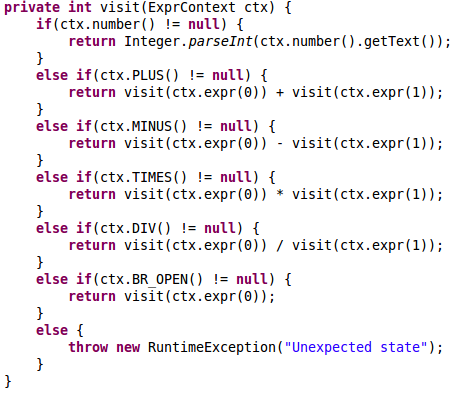 private int visit(ExprContext ctx) {
    if(ctx.number() != null) {
        return Integer.parseInt(ctx.number().getText());
    }
    else if(ctx.PLUS() != null) {
        return visit(ctx.expr(0)) + visit(ctx.expr(1));
    }
    else if(ctx.MINUS() != null) {
        return visit(ctx.expr(0)) - visit(ctx.expr(1));
    }
    else if(ctx.TIMES() != null) {
        return visit(ctx.expr(0)) * visit(ctx.expr(1));
    }
    else if(ctx.DIV() != null) {
        return visit(ctx.expr(0)) / visit(ctx.expr(1));
    }
    else if(ctx.BR_OPEN() != null) {
        return visit(ctx.expr(0));
    }
    else {
        throw new RuntimeException("Unexpected state");
    }
}